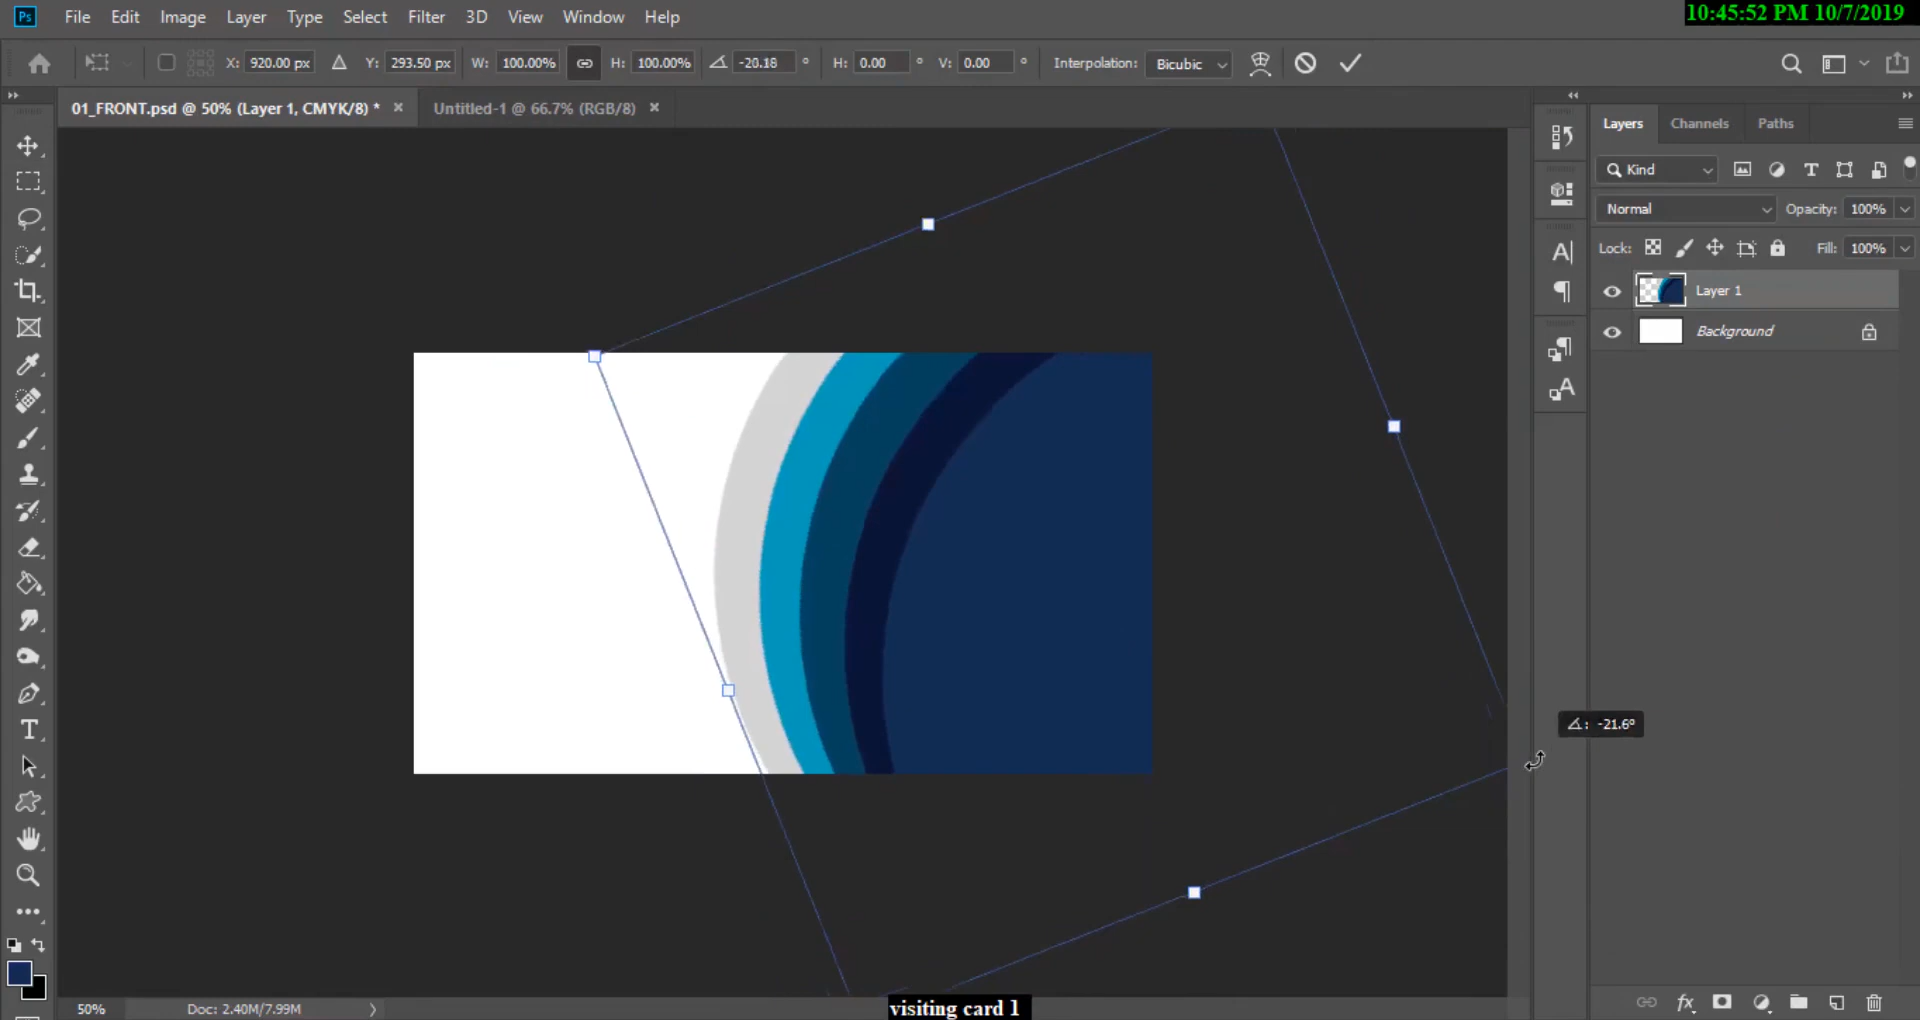 10:45:52 PM 10/7/2019
Ps File Edit Image Layer Type Select Filter 3D View Window Help
X: 920.00 px Y: 293.50 px W: 100.00% H: 100.00% -20.18 ° H: 0.00 ° V: 0.00 ° Interpolation: Bicubic
01_FRONT.psd @ 50% (Layer 1, CMYK/8) * × Untitled-1 @ 66.7% (RGB/8) ×
Layers Channels Paths
Kind
Normal Opacity: 100%
Lock: Fill: 100%
Layer 1
Background
: -21.6°
50% Doc: 2.40M/7.99M
visiting card 1